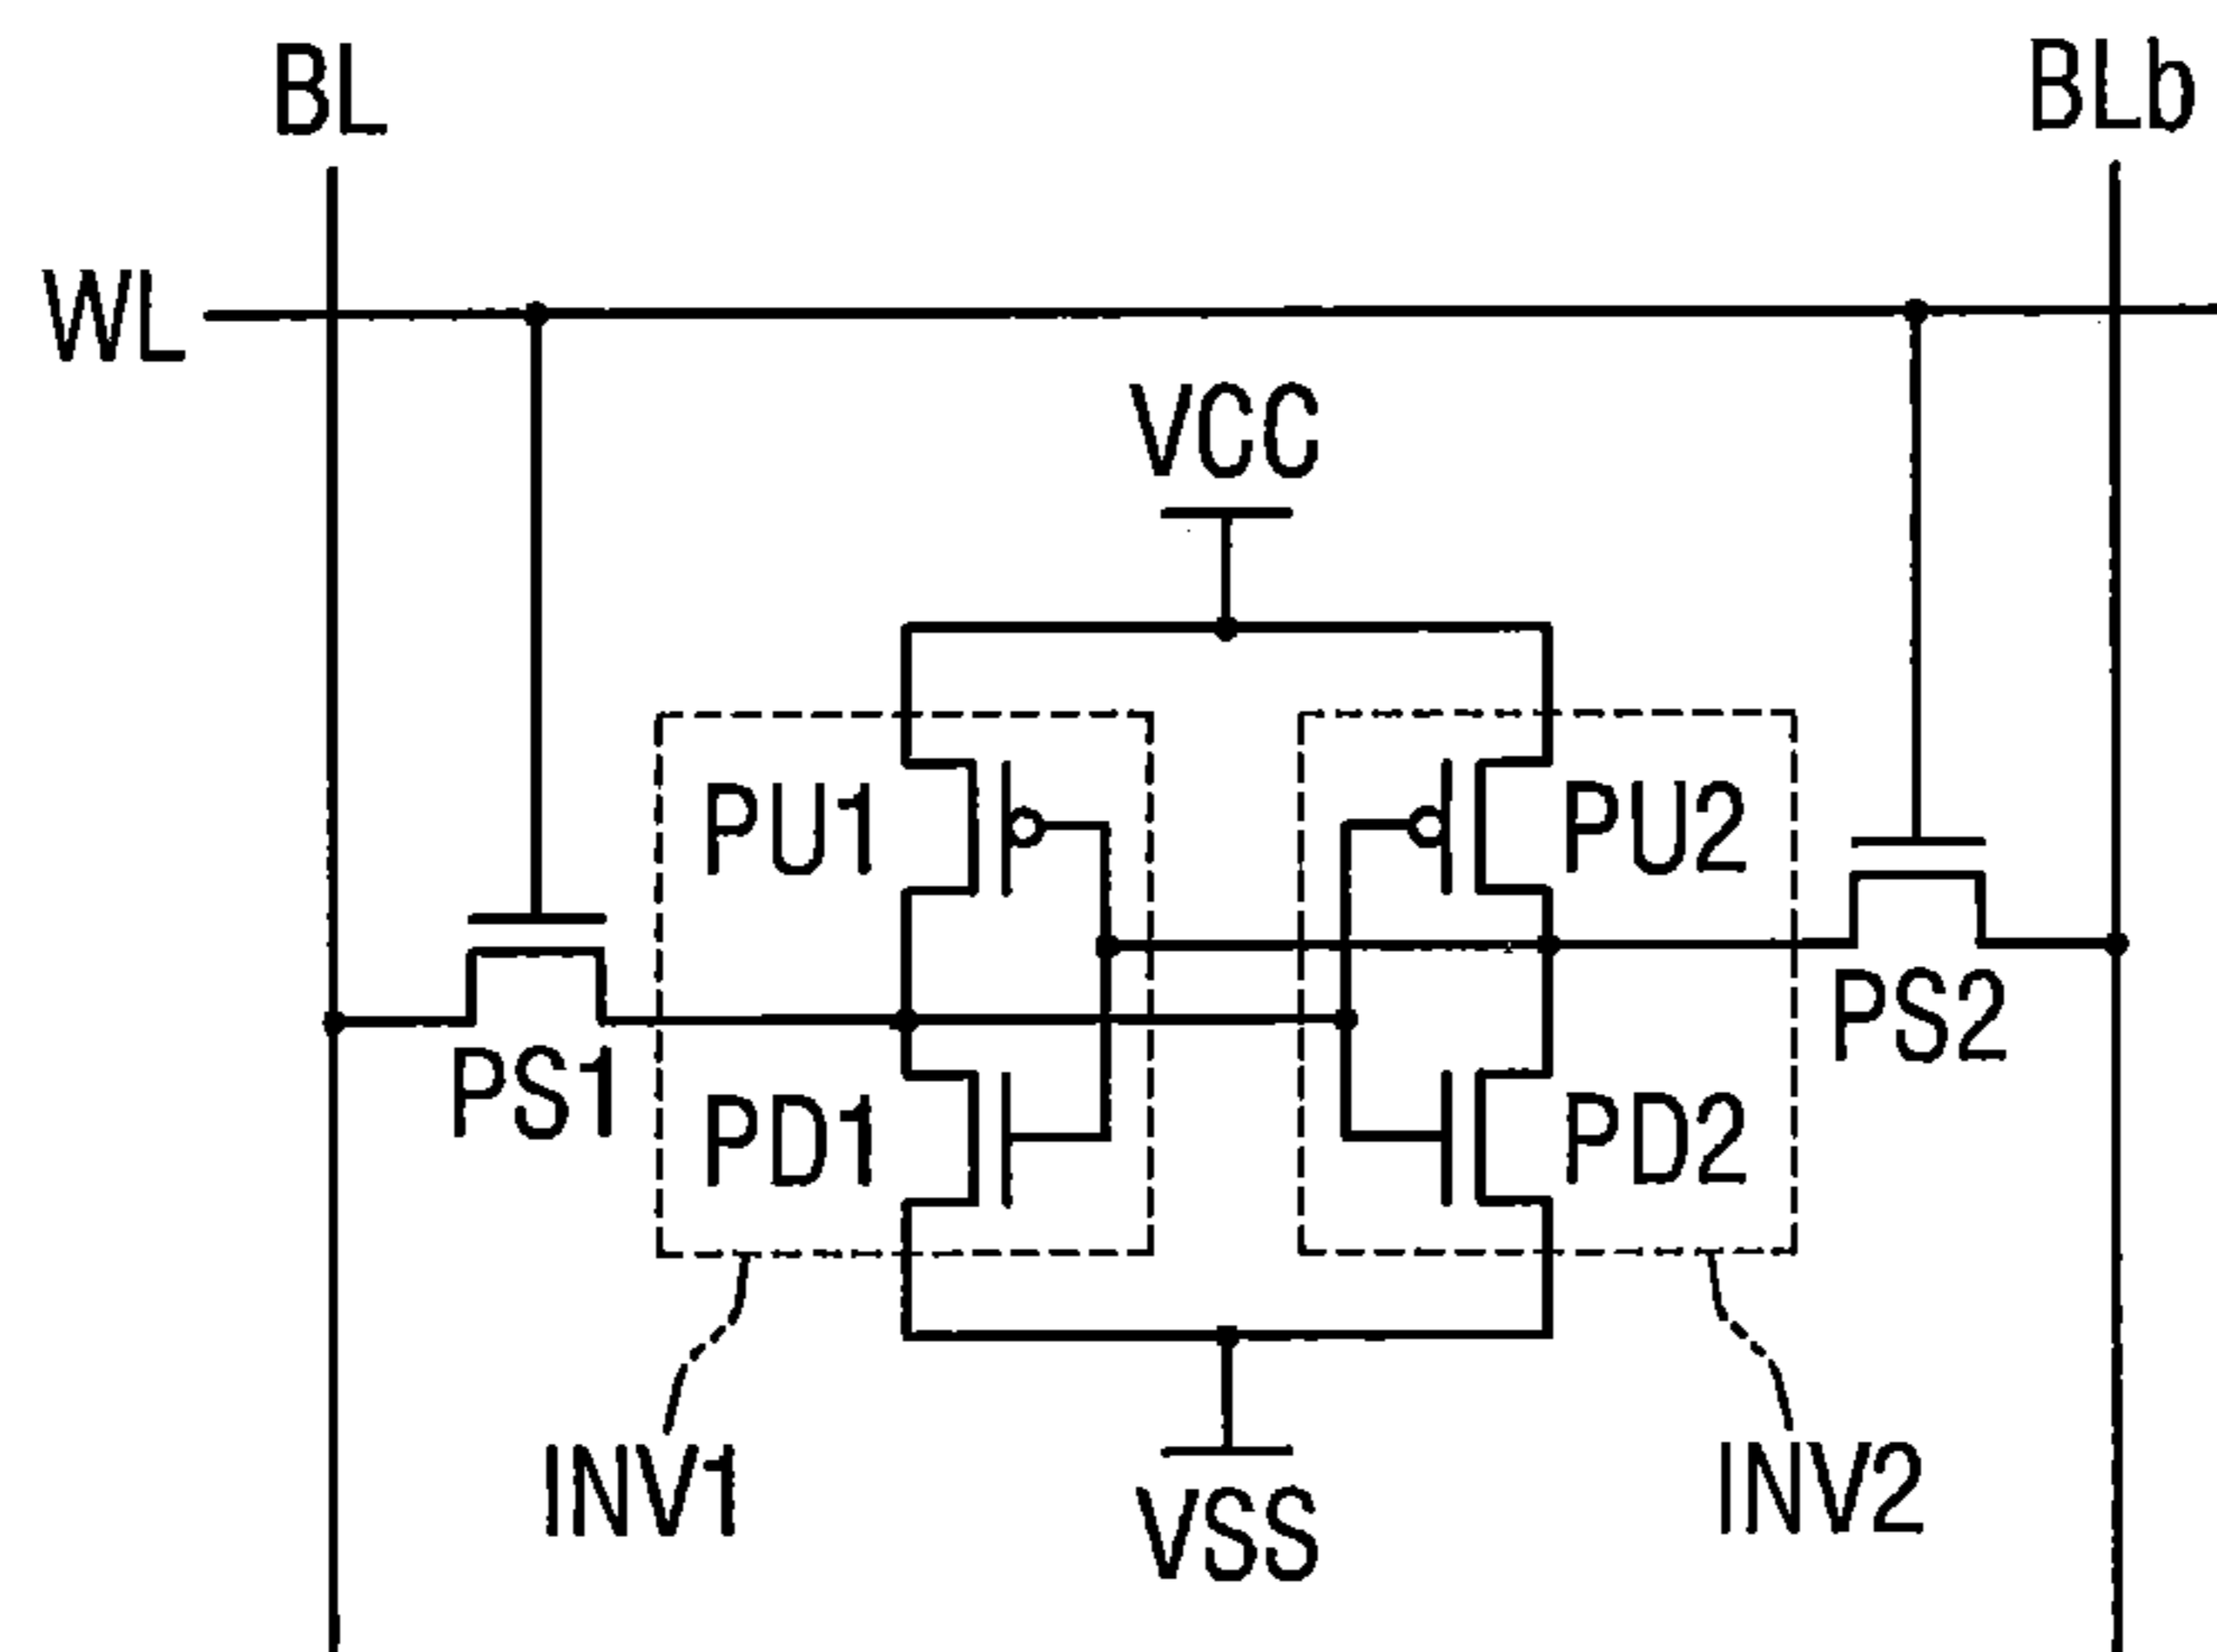 BL
BLb
WL
VCC
PU1
PU2
PS1
PS2
PD1
PD2
INV1
INV2
VSS